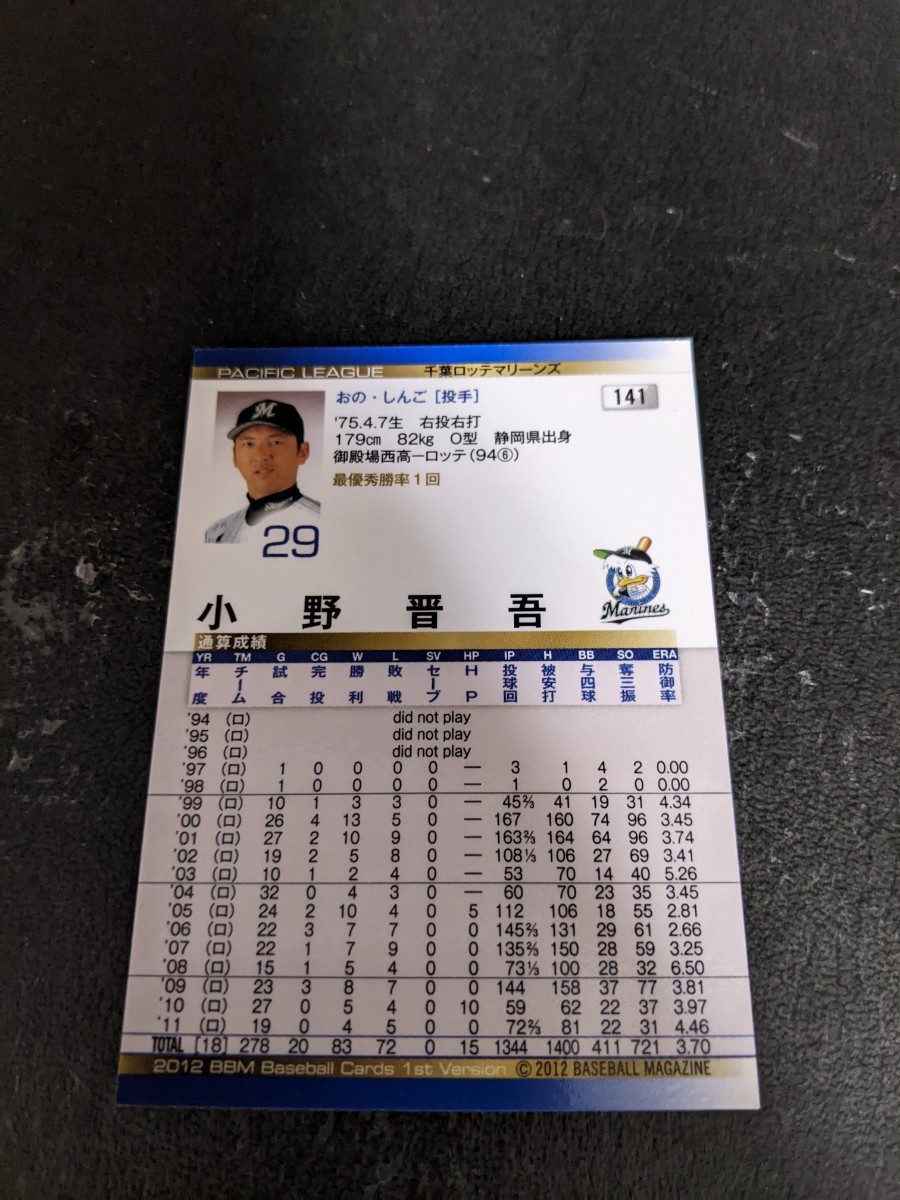 PACIFIC LEAGUE 千葉ロッテマリーンズ
おの・しんご［投手］ 141
'75.4.7生 右投右打
179㎝ 82㎏ O型 静岡県出身
御殿場西高ーロッテ(94⑥)
最優秀勝率1回
M
29
Marines
小野晋吾
通算成績
YR TM G CG W L SV HP IP H BB SO ERA
年度 チーム 試合 完投 勝利 敗戦 セーブ HP 投球回 被安打 与四球 奪三振 防御率
'94 (ロ) did not play
'95 (ロ) did not play
'96 (ロ) did not play
'97 (ロ) 1 0 0 0 0 — 3 1 4 2 0.00
'98 (ロ) 1 0 0 0 0 — 1 0 2 0 0.00
'99 (ロ) 10 1 3 3 0 — 45⅔ 41 19 31 4.34
'00 (ロ) 26 4 13 5 0 — 167 160 74 96 3.45
'01 (ロ) 27 2 10 9 0 — 163⅔ 164 64 96 3.74
'02 (ロ) 19 2 5 8 0 — 108⅓ 106 27 69 3.41
'03 (ロ) 10 1 2 4 0 — 53 70 14 40 5.26
'04 (ロ) 32 0 4 3 0 — 60 70 23 35 3.45
'05 (ロ) 24 2 10 4 0 5 112 106 18 55 2.81
'06 (ロ) 22 3 7 7 0 0 145⅔ 131 29 61 2.66
'07 (ロ) 22 1 7 9 0 0 135⅔ 150 28 59 3.25
'08 (ロ) 15 1 5 4 0 0 73⅓ 100 28 32 6.50
'09 (ロ) 23 3 8 7 0 0 144 158 37 77 3.81
'10 (ロ) 27 0 5 4 0 10 59 62 22 37 3.97
'11 (ロ) 19 0 4 5 0 0 72⅔ 81 22 31 4.46
TOTAL [18] 278 20 83 72 0 15 1344 1400 411 721 3.70
2012 BBM Baseball Cards 1st Version © 2012 BASEBALL MAGAZINE